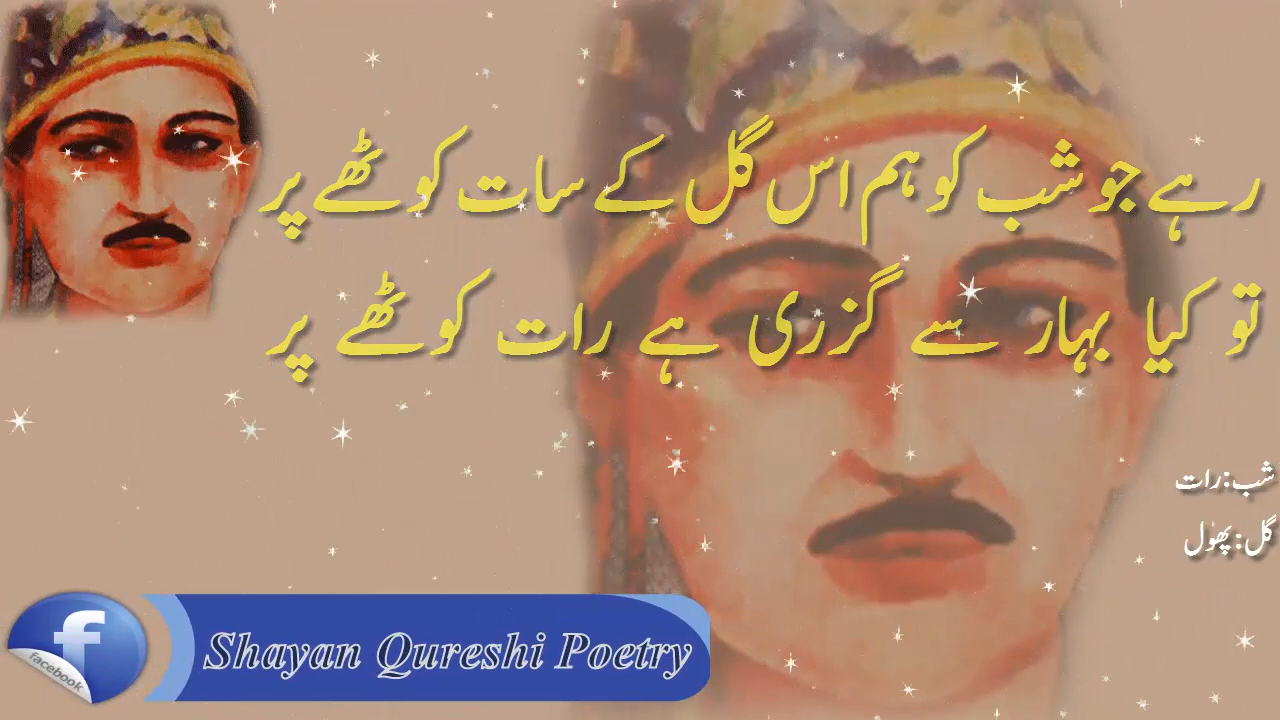 رہے جو شب کو ہم اس گل کے سات کوٹھے پر
تو کیا بہار سے گزری ہے رات کوٹھے پر
شب:رات
گل:پھول
facebook
Shayan Qureshi Poetry